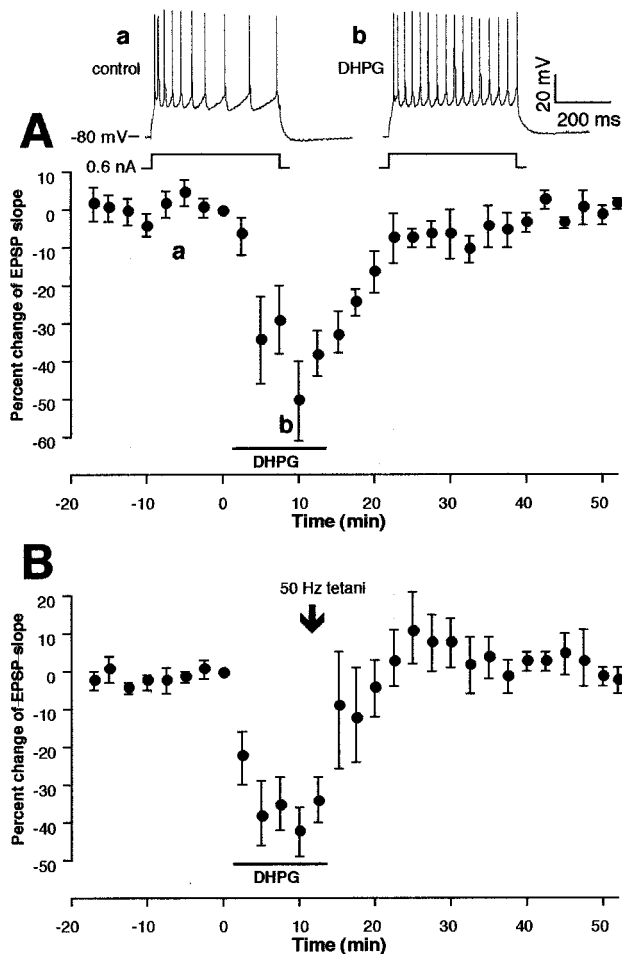 a
control
b
DHPG
20 mV
200 ms
-80 mV
0.6 nA
A
Percent change of EPSP slope
10
0
-10
-20
-30
-40
-50
-60
a
b
DHPG
-20 -10 0 10 20 30 40 50
Time (min)
B
50 Hz tetani
Percent change of EPSP slope
20
10
0
-10
-20
-30
-40
-50
DHPG
-20 -10 0 10 20 30 40 50
Time (min)